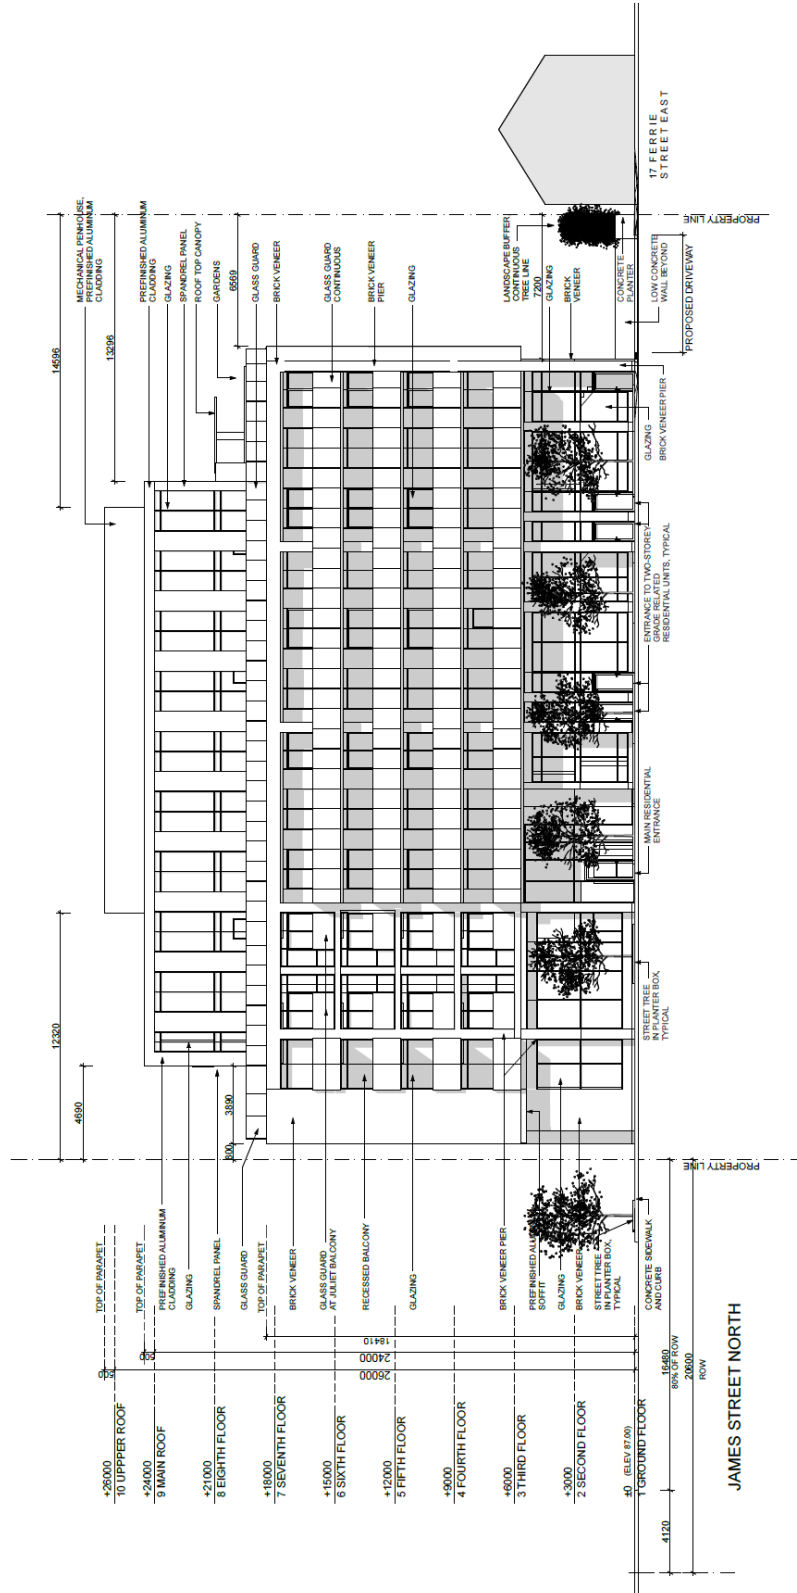 MECHANICAL PENHOUSE,
PREFINISHED ALUMINUM
CLADDING
PREFINISHED ALUMINUM
CLADDING
GLAZING
SPANDREL PANEL
ROOF TOP CANOPY
GARDENS
6569
GLASS GUARD
BRICK VENEER
GLASS GUARD
CONTINUOUS
BRICK VENEER
PIER
GLAZING
LANDSCAPE BUFFER
CONTINUOUS
TREE LINE
7200
GLAZING
BRICK
VENEER
CONCRETE
PLANTER
LOW CONCRETE
WALL BEYOND
PROPOSED DRIVEWAY
PROPERTY LINE
17 FERRIE
STREET EAST
14596
13296
12320
4690
3890
800
GLAZING
BRICK VENEER PIER
ENTRANCE TO TWO-STOREY
GRADE RELATED
RESIDENTIAL UNITS, TYPICAL
MAIN RESIDENTIAL
ENTRANCE
STREET TREE
IN PLANTER BOX,
TYPICAL
PROPERTY LINE
TOP OF PARAPET
TOP OF PARAPET
PREFINISHED ALUMINUM
CLADDING
GLAZING
SPANDREL PANEL
GLASS GUARD
TOP OF PARAPET
BRICK VENEER
GLASS GUARD
AT JULIET BALCONY
RECESSED BALCONY
GLAZING
BRICK VENEER PIER
PREFINISHED ALU
SOFFIT
GLAZING
BRICK VENEER
STREET TREE
IN PLANTER BOX,
TYPICAL
CONCRETE SIDEWALK
AND CURB
500
500
26000
24000
18410
+26000
10 UPPPER ROOF
+24000
9 MAIN ROOF
+21000
8 EIGHTH FLOOR
+18000
7 SEVENTH FLOOR
+15000
6 SIXTH FLOOR
+12000
5 FIFTH FLOOR
+9000
4 FOURTH FLOOR
+6000
3 THIRD FLOOR
+3000
2 SECOND FLOOR
±0 (ELEV 87.00)
1 GROUND FLOOR
4120
16480
80% OF ROW
20600
ROW
JAMES STREET NORTH